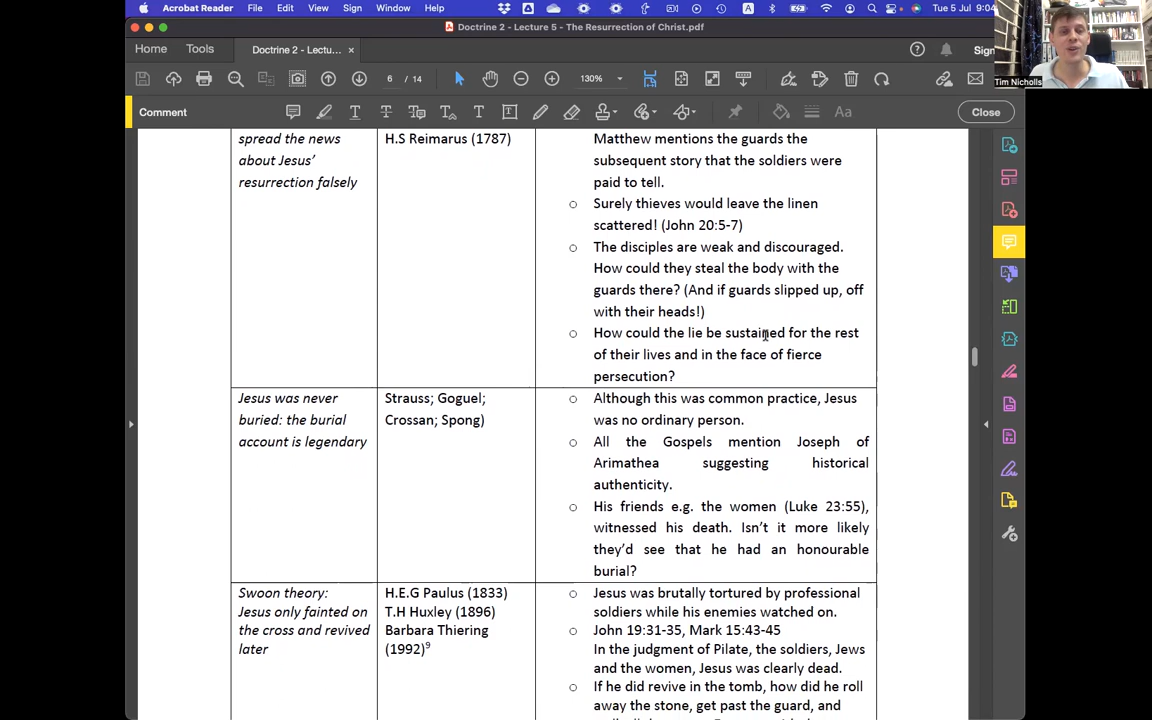 Acrobat Reader File Edit View Sign Window Help Tue 5 Jul 9:04
Doctrine 2 - Lecture 5 - The Resurrection of Christ.pdf
Home Tools Doctrine 2 - Lectu... × Sign
6 / 14 130%
Tim Nicholls
Comment Close
spread the news
about Jesus’
resurrection falsely
H.S Reimarus (1787)
Matthew mentions the guards the
subsequent story that the soldiers were
paid to tell.
Surely thieves would leave the linen
scattered! (John 20:5-7)
The disciples are weak and discouraged.
How could they steal the body with the
guards there? (And if guards slipped up, off
with their heads!)
How could the lie be sustained for the rest
of their lives and in the face of fierce
persecution?
Jesus was never
buried: the burial
account is legendary
Strauss; Goguel;
Crossan; Spong)
Although this was common practice, Jesus
was no ordinary person.
All the Gospels mention Joseph of
Arimathea suggesting historical
authenticity.
His friends e.g. the women (Luke 23:55),
witnessed his death. Isn’t it more likely
they’d see that he had an honourable
burial?
Swoon theory:
Jesus only fainted on
the cross and revived
later
H.E.G Paulus (1833)
T.H Huxley (1896)
Barbara Thiering
(1992)9
Jesus was brutally tortured by professional
soldiers while his enemies watched on.
John 19:31-35, Mark 15:43-45
In the judgment of Pilate, the soldiers, Jews
and the women, Jesus was clearly dead.
If he did revive in the tomb, how did he roll
away the stone, get past the guard, and